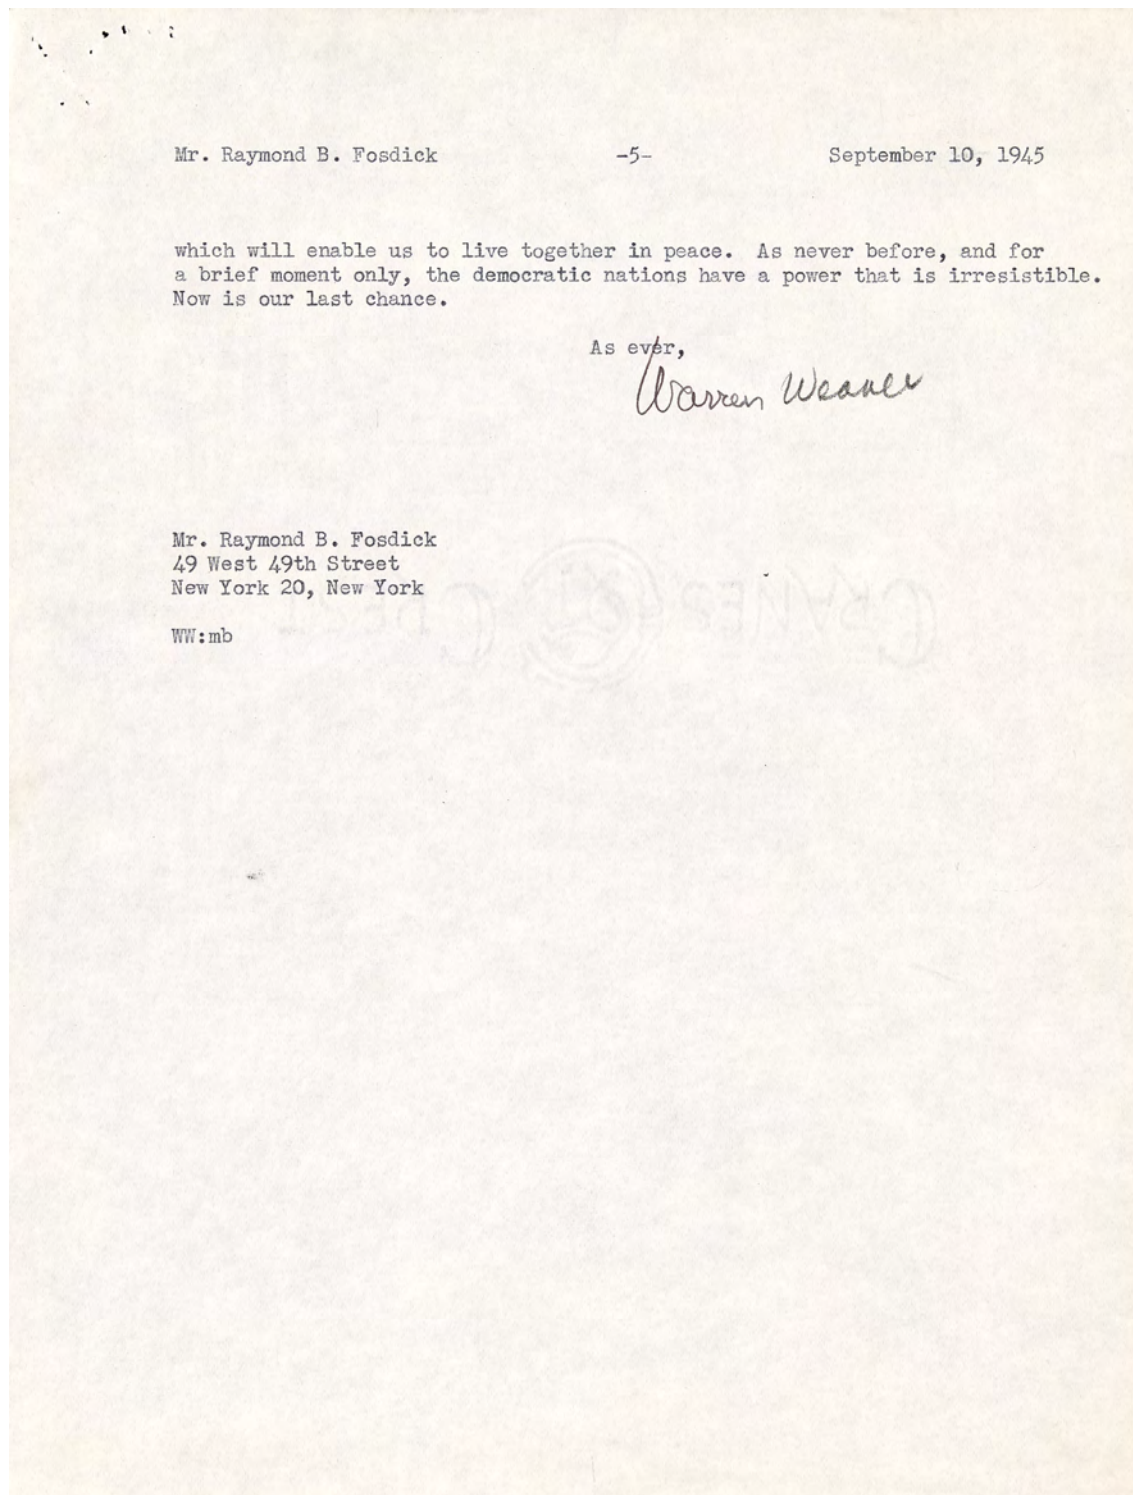 Mr. Raymond B. Fosdick -5- September 10, 1945
which will enable us to live together in peace. As never before, and for
a brief moment only, the democratic nations have a power that is irresistible.
Now is our last chance.
As ever,
Warren Weaver
Mr. Raymond B. Fosdick
49 West 49th Street
New York 20, New York
WW:mb
CRANE'S